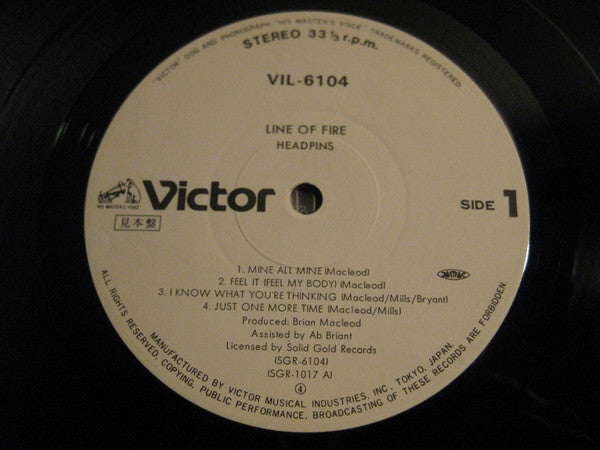 "VICTOR" DOG AND PHONOGRAPH "HIS MASTER'S VOICE" TRADEMARKS REGISTERED.
STEREO 33 ⅓ r.p.m.
VIL-6104
LINE OF FIRE
HEADPINS
"HIS MASTER'S VOICE"
Victor
SIDE 1
見本盤
1. MINE ALL MINE (Macleod)
2. FEEL IT (FEEL MY BODY) (Macleod)
3. I KNOW WHAT YOU'RE THINKING (Macleod/Mills/Bryant)
4. JUST ONE MORE TIME (Macleod/Mills)
JASRAC
Produced: Brian Macleod
Assisted by Ab Briant
Licensed by Solid Gold Records
(SGR-6104)
(SGR-1017 A)
④
MANUFACTURED BY VICTOR MUSICAL INDUSTRIES, INC. TOKYO, JAPAN.
ALL RIGHTS RESERVED, COPYING, PUBLIC PERFORMANCE, BROADCASTING OF THESE RECORDS ARE FORBIDDEN.